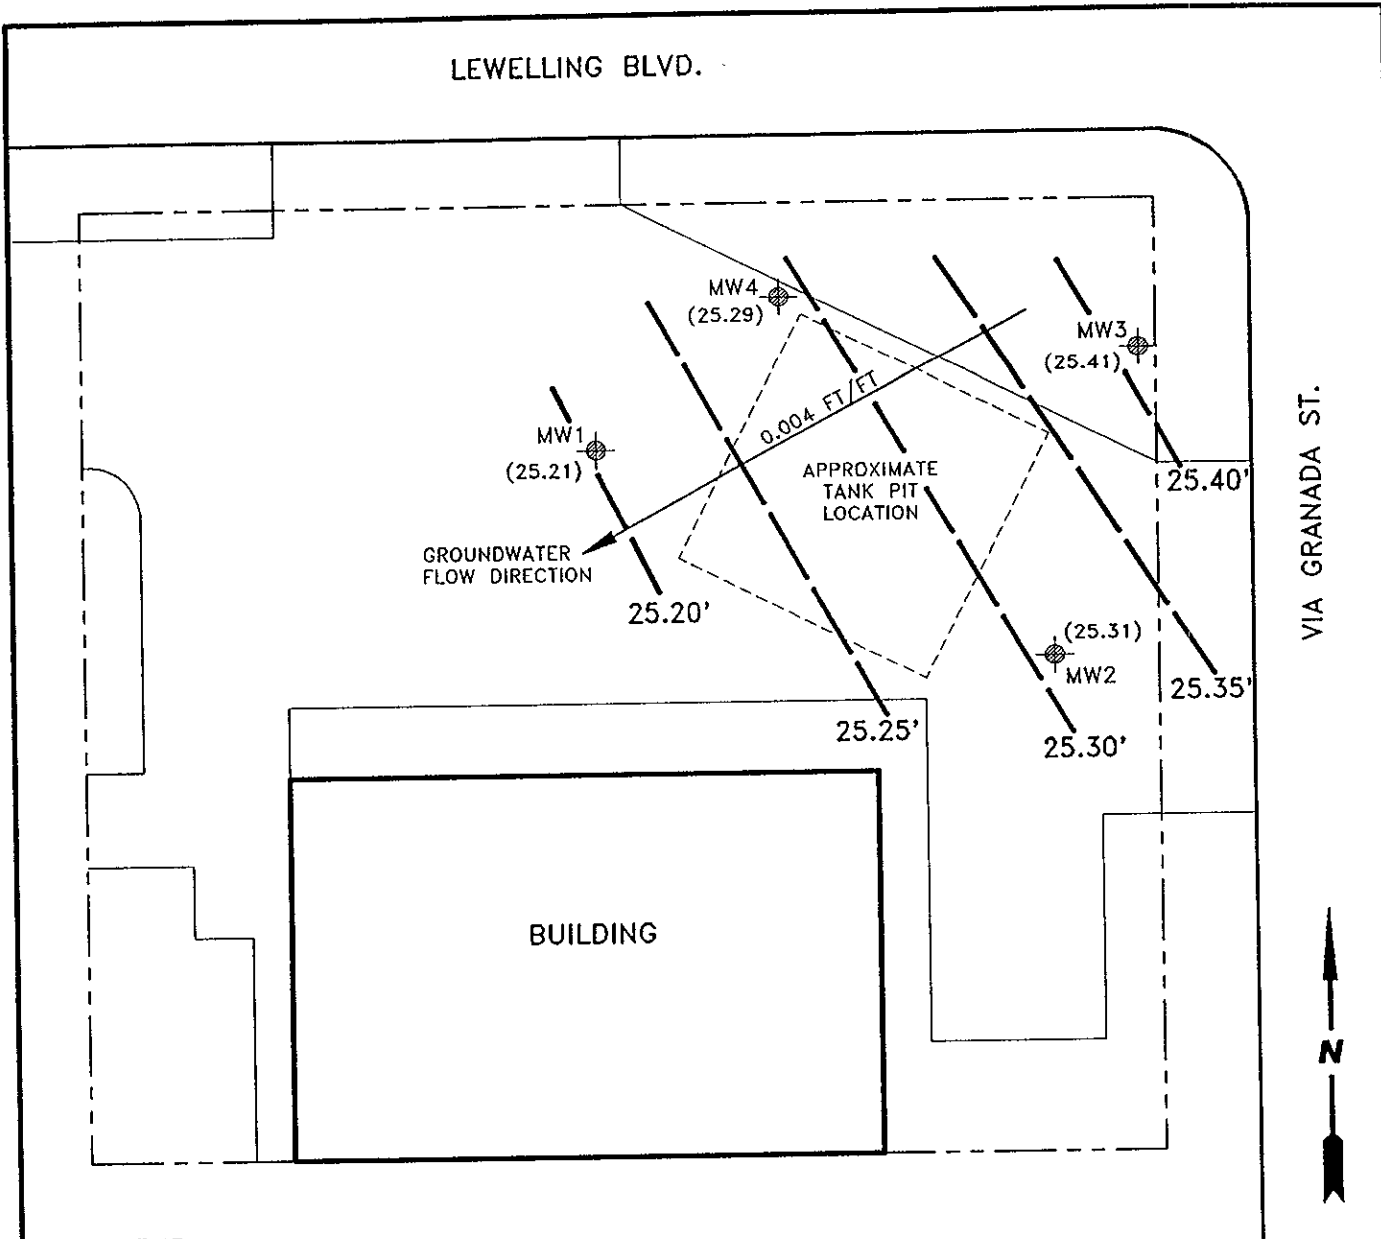 LEWELLING BLVD.
MW4
(25.29)
MW3
(25.41)
0.004 FT/FT
MW1
(25.21)
APPROXIMATE
TANK PIT
LOCATION
25.40'
GROUNDWATER
FLOW DIRECTION
25.20'
(25.31)
MW2
25.35'
25.25'
25.30'
VIA GRANADA ST.
BUILDING
N